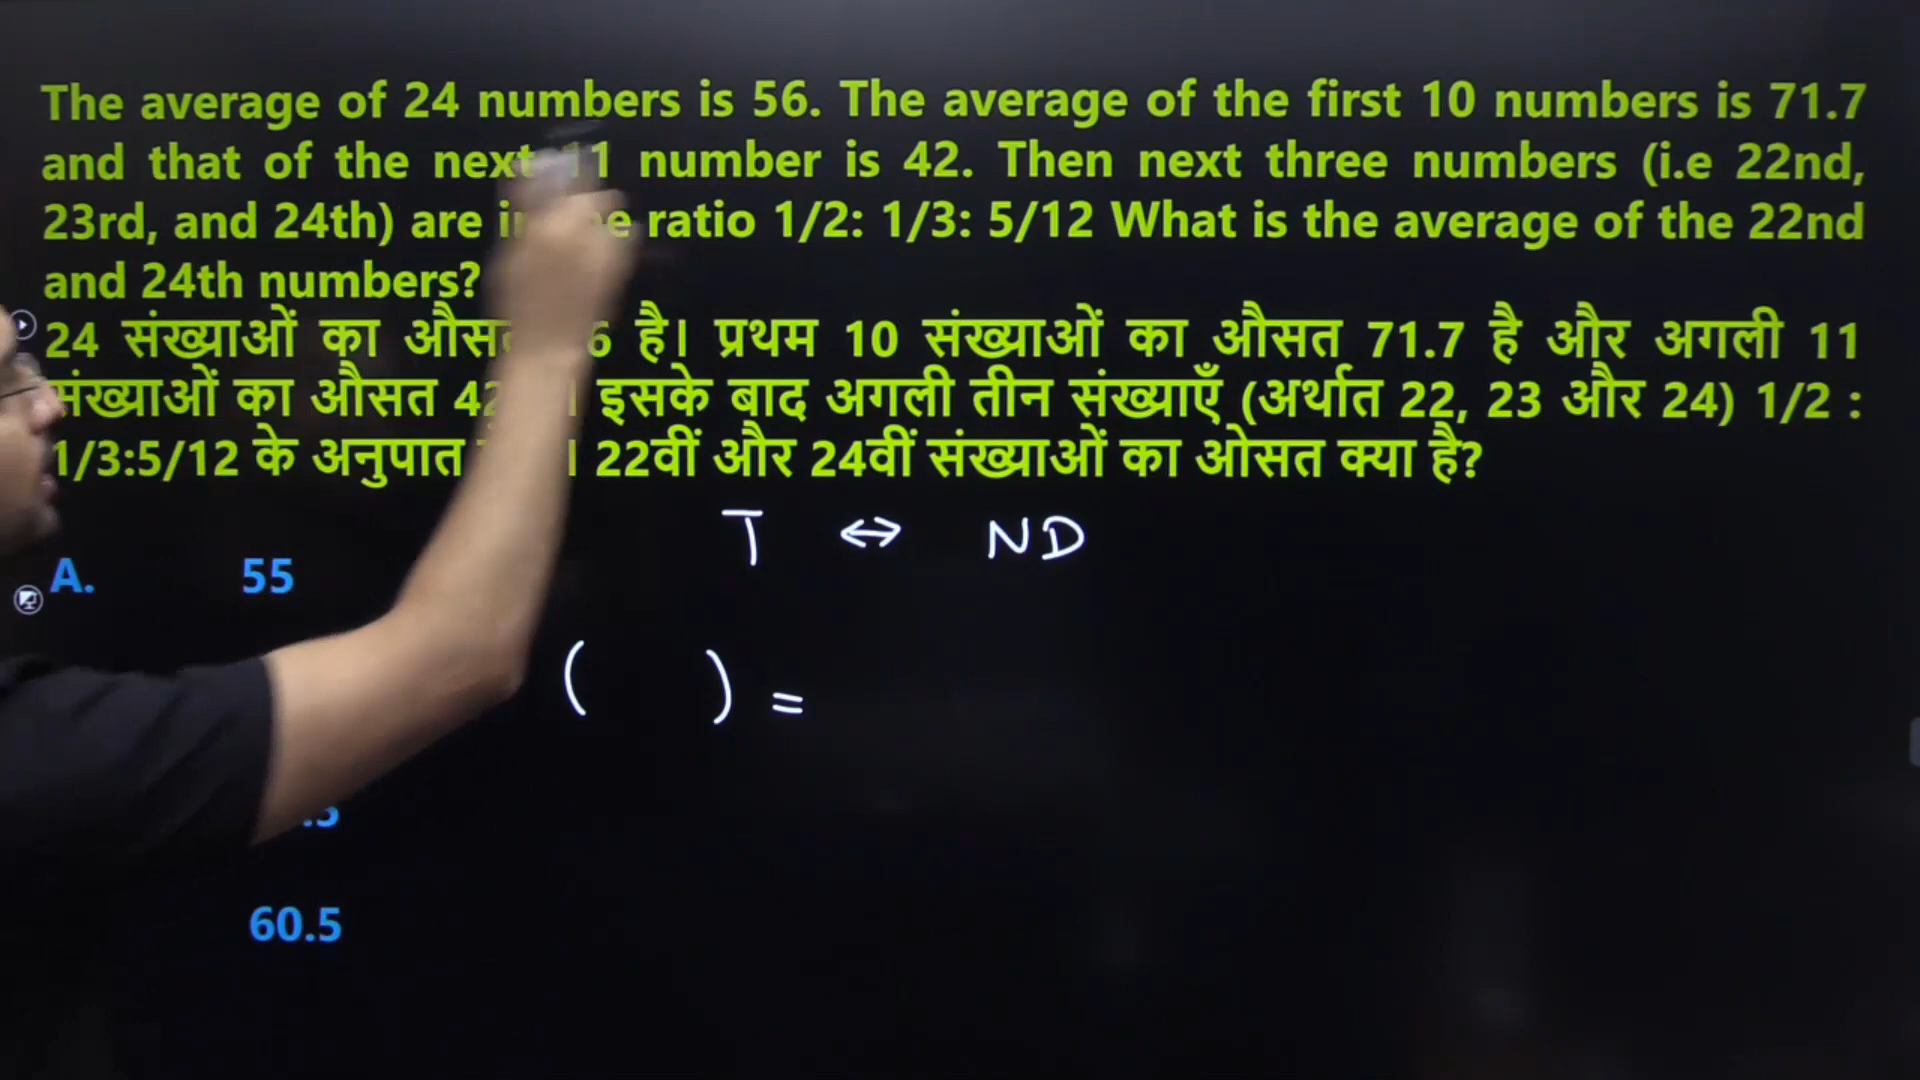 The average of 24 numbers is 56. The average of the first 10 numbers is 71.7
and that of the next 11 number is 42. Then next three numbers (i.e 22nd,
23rd, and 24th) are ratio 1/2: 1/3: 5/12 What is the average of the 22nd
and 24th numbers?
24 संख्याओं का 6 है। प्रथम 10 संख्याओं का औसत 71.7 है और अगली 11
संख्याओं का औसत इसके बाद अगली तीन संख्याएँ (अर्थात 22, 23 और 24) 1/2 :
1/3:5/12 के अनुपात 22वीं और 24वीं संख्याओं का ओसत क्या है?
T ↔ ND
A. 55
( ) =
.5
60.5